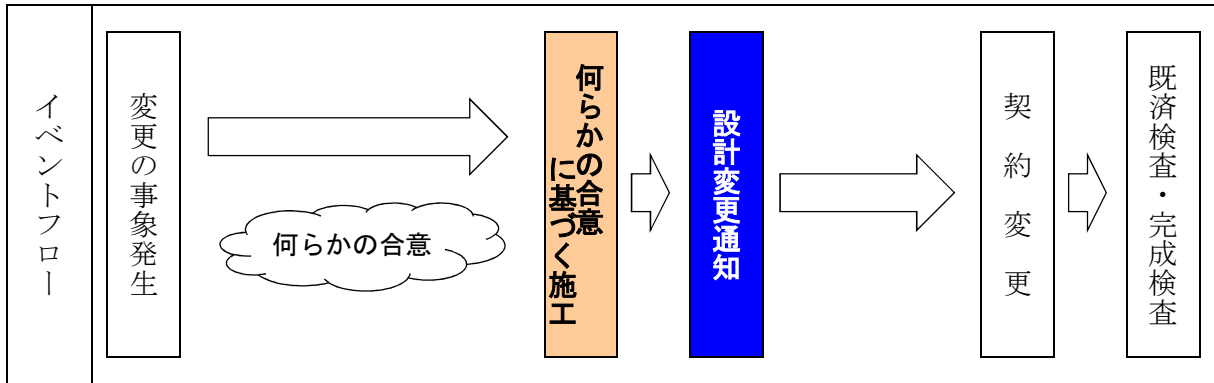 イベントフロー
変更の事象発生
何らかの合意
何らかの合意
に基づく施工
設計変更通知
契約変更
既済検査・完成検査